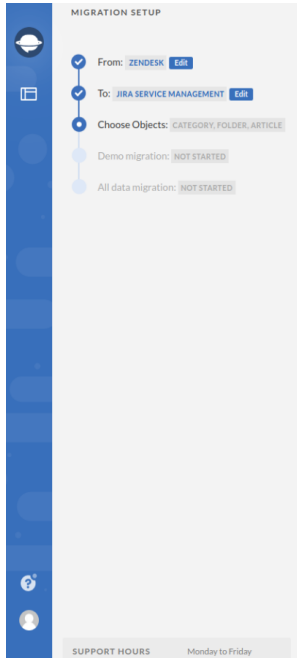 MIGRATION SETUP
From: ZENDESK Edit
To: JIRA SERVICE MANAGEMENT Edit
Choose Objects: CATEGORY, FOLDER, ARTICLE
Demo migration: NOT STARTED
All data migration: NOT STARTED
?
SUPPORT HOURS Monday to Friday